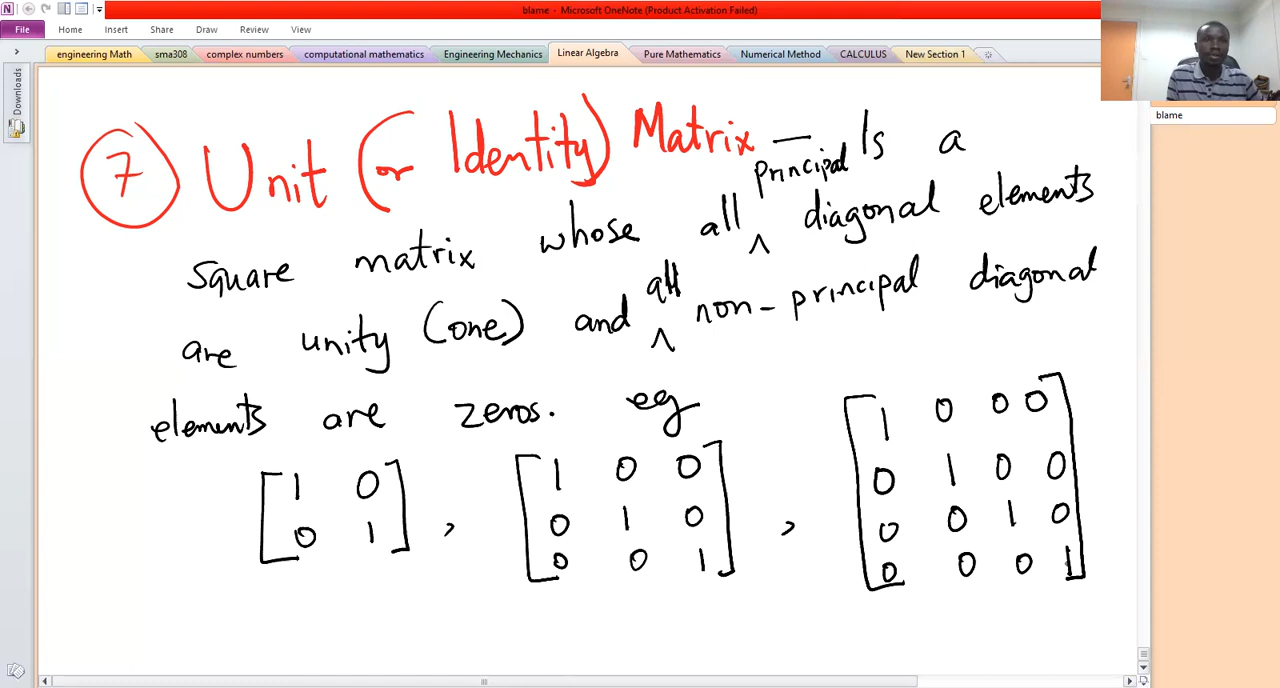 blame - Microsoft OneNote (Product Activation Failed)
File Home Insert Share Draw Review View
engineering Math sma308 complex numbers computational mathematics Engineering Mechanics Linear Algebra Pure Mathematics Numerical Method CALCULUS New Section 1
Downloads
blame
7 Unit (or Identity) Matrix — Is a
square matrix whose all ^ principal diagonal elements
are unity (one) and ^ all non-principal diagonal
elements are zeros. eg
[1 0
0 1] ,
[1 0 0
0 1 0
0 0 1] ,
[1 0 0 0
0 1 0 0
0 0 1 0
0 0 0 1]